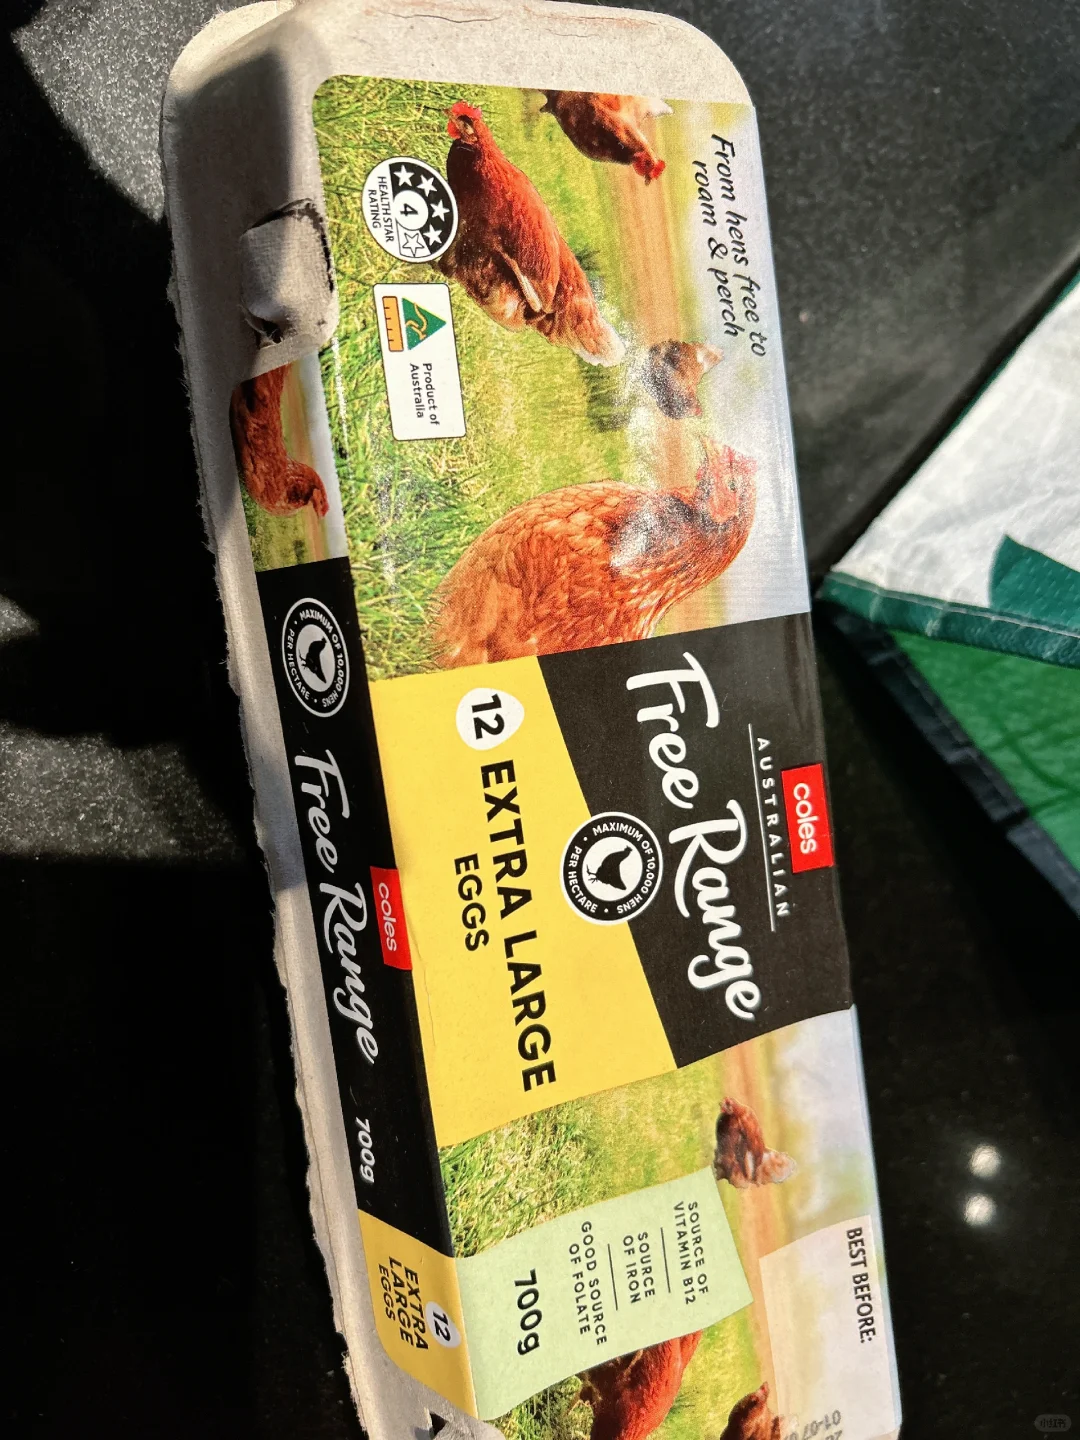 From hens free to
roam & perch
4
HEALTH STAR
RATING
Product of
Australia
coles
AUSTRALIAN
Free Range
MAXIMUM OF 10,000 HENS
PER HECTARE
12 EXTRA LARGE
EGGS
BEST BEFORE:
SOURCE OF
VITAMIN B12
SOURCE
OF IRON
GOOD SOURCE
OF FOLATE
700g
MAXIMUM OF 10,000 HENS
PER HECTARE
coles
Free Range
700g
12
EXTRA
LARGE
EGGS
小红书